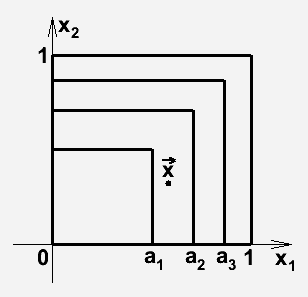 x₂
1
x⃗
0 a₁ a₂ a₃ 1 x₁